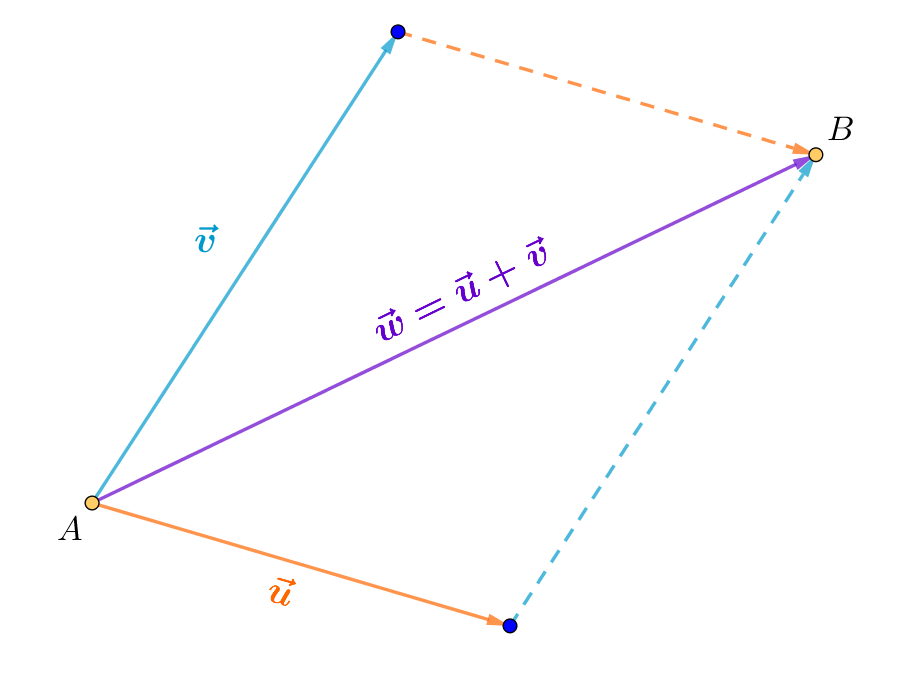 B
v⃗
w⃗ = u⃗ + v⃗
A
u⃗